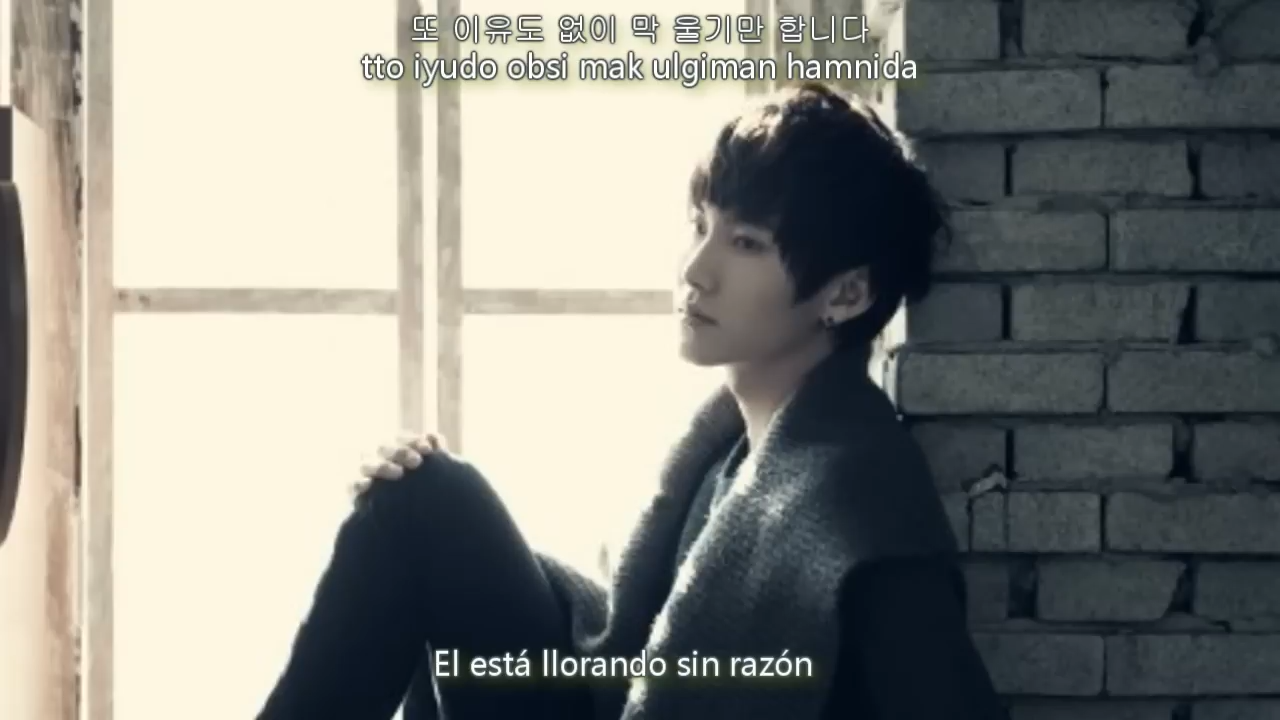 또 이유도 없이 막 울기만 합니다
tto iyudo obsi mak ulgiman hamnida
El está llorando sin razón